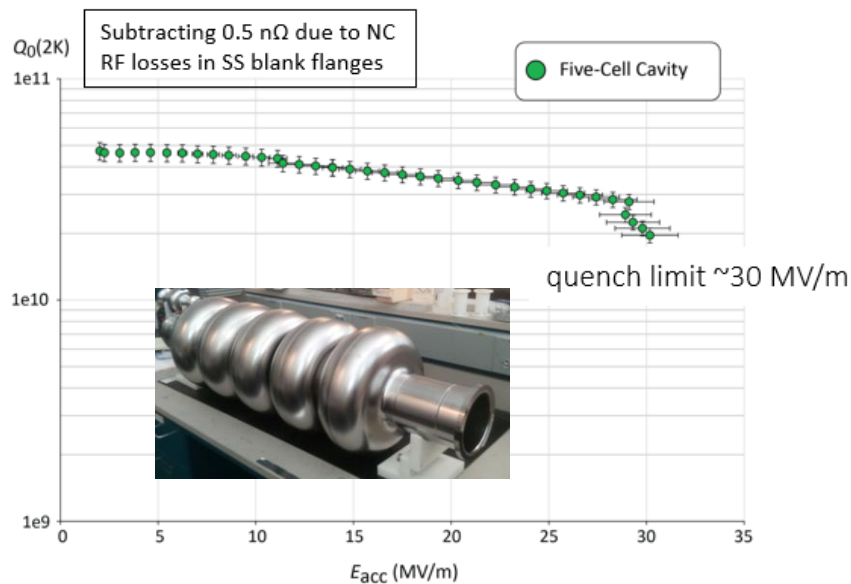 Subtracting 0.5 nΩ due to NC
RF losses in SS blank flanges
Q0(2K)
Five-Cell Cavity
1e11
1e10
1e9
quench limit ~30 MV/m
0 5 10 15 20 25 30 35
Eacc (MV/m)